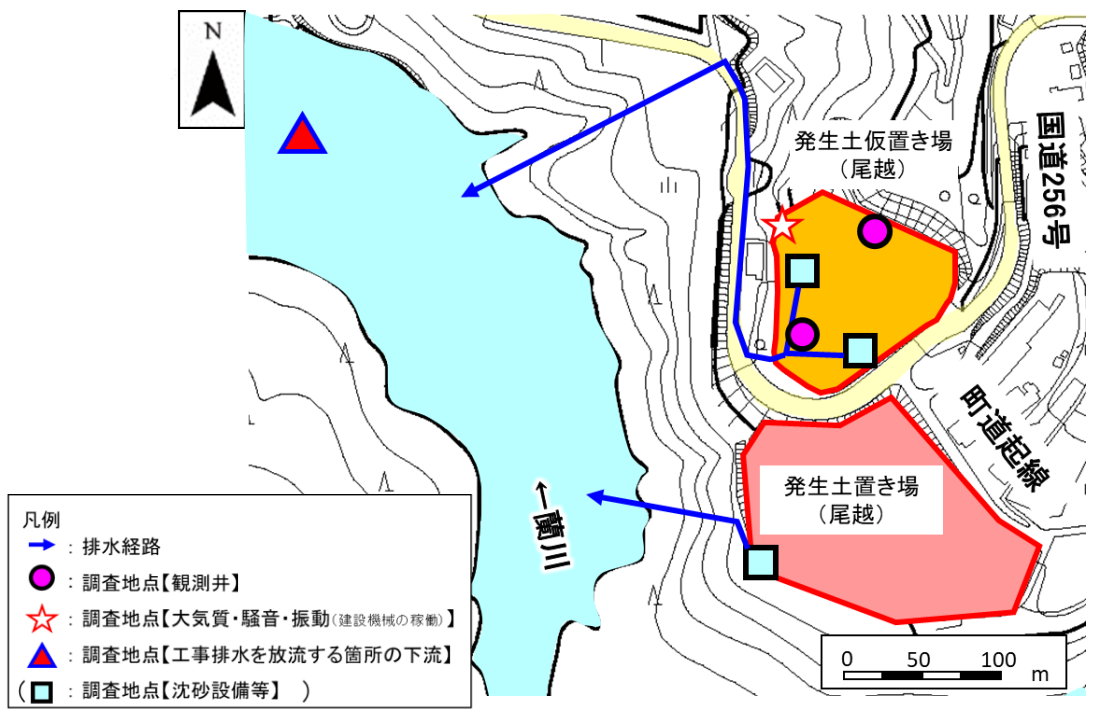 N
発生土仮置き場
（尾越）
国道256号
町道起線
発生土置き場
（尾越）
←蘭川
凡例
：排水経路
：調査地点【観測井】
：調査地点【大気質・騒音・振動（建設機械の稼働）】
：調査地点【工事排水を放流する箇所の下流】
（ ：調査地点【沈砂設備等】 ）
0 50 100 m